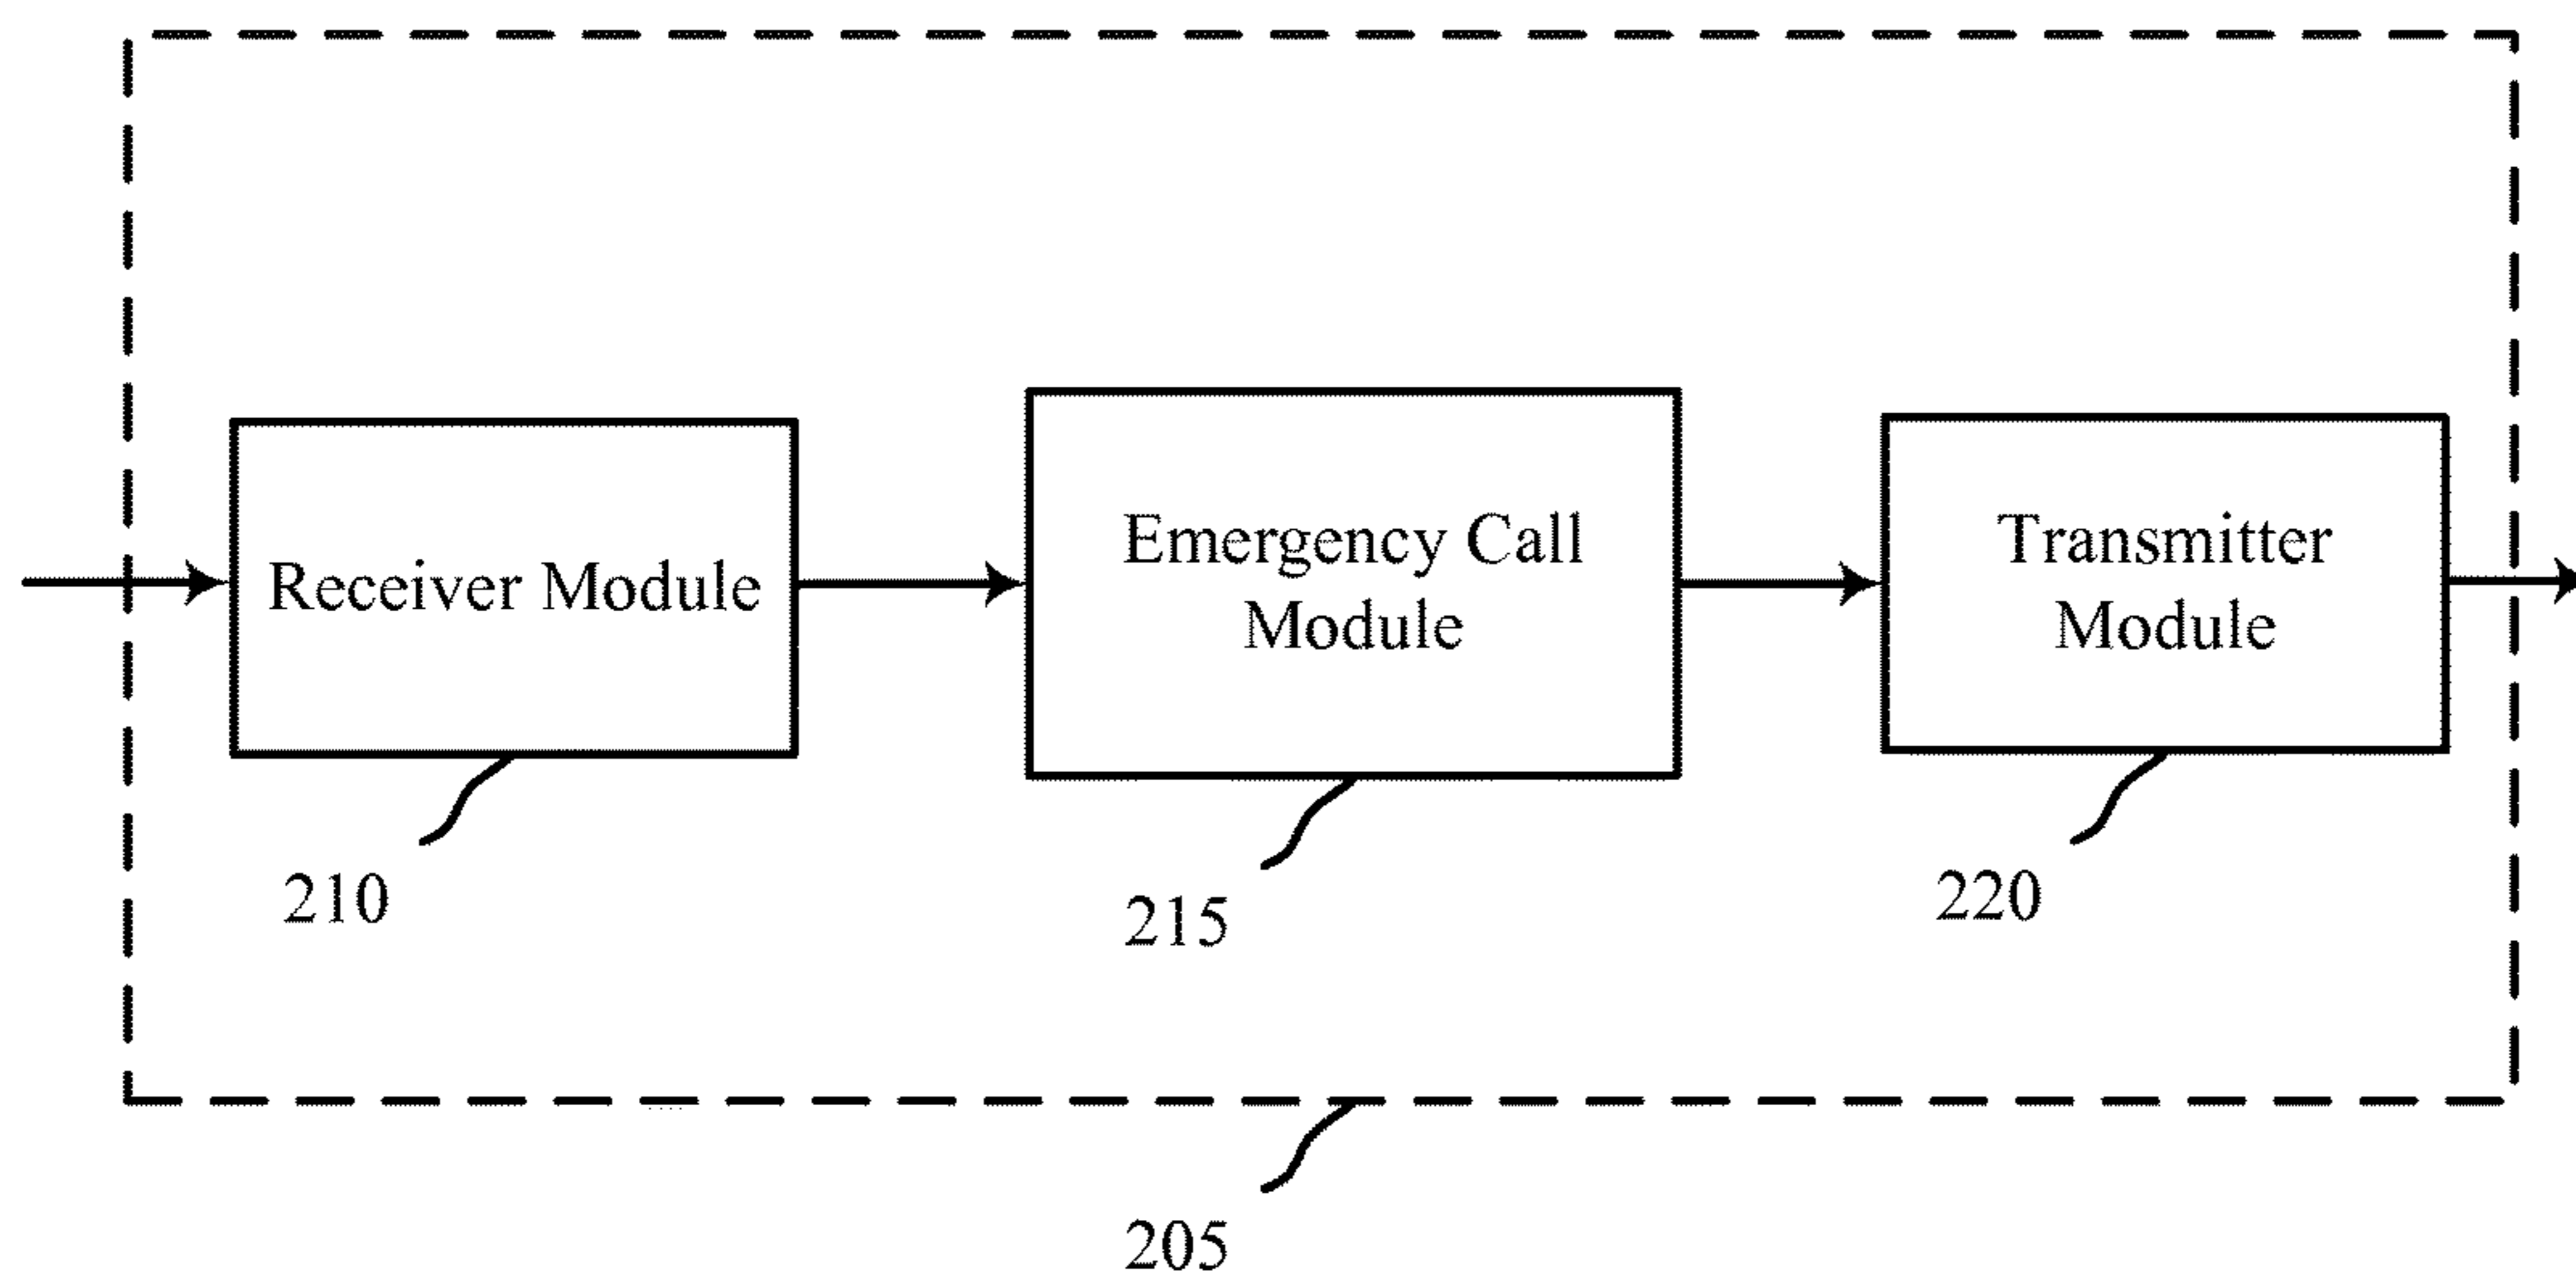 Receiver Module
Emergency Call
Module
Transmitter
Module
210
215
220
205